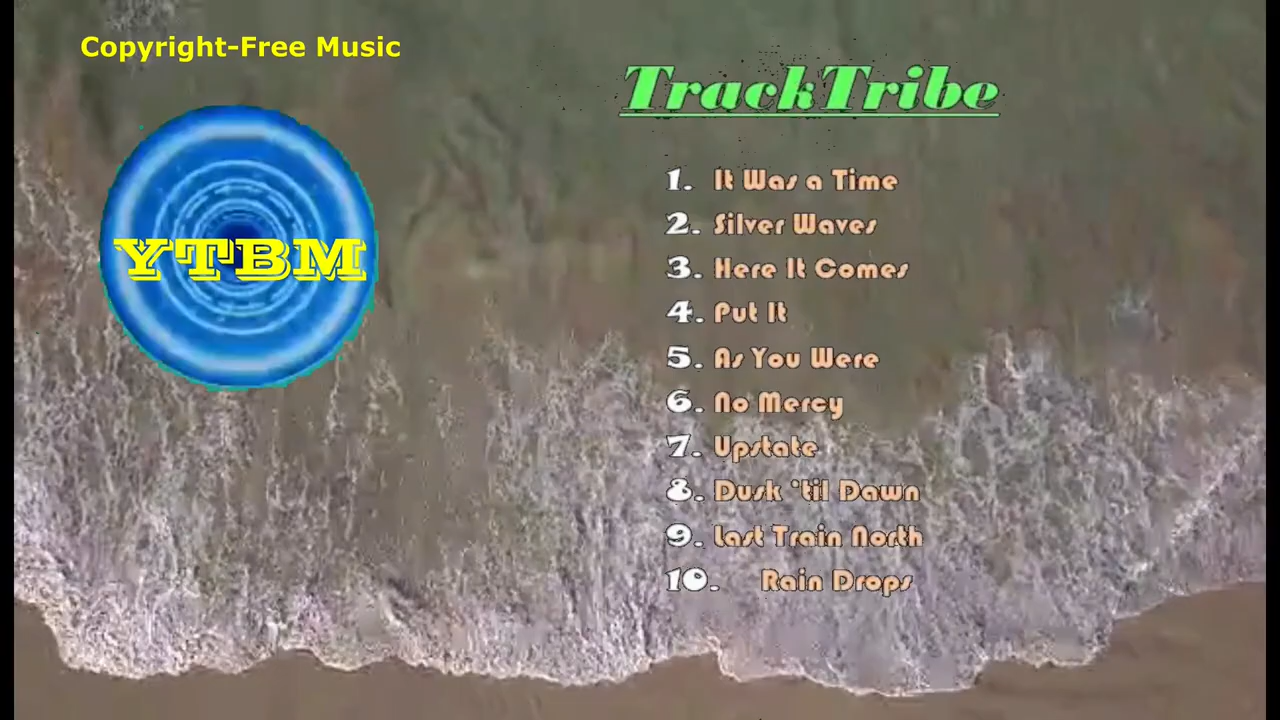 Copyright-Free Music
TrackTribe
YTBM
1. It Was a Time
2. Silver Waves
3. Here It Comes
4. Put It
5. As You Were
6. No Mercy
7. Upstate
8. Dusk 'til Dawn
9. Last Train North
10. Rain Drops